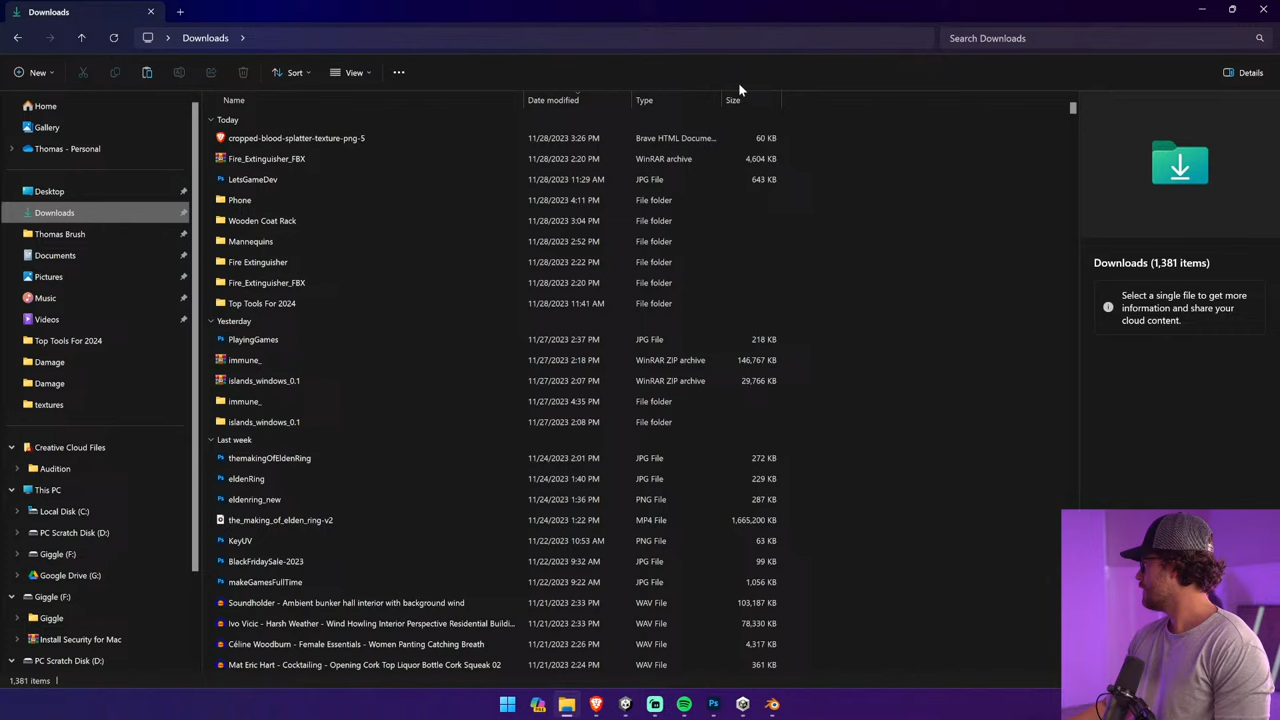 Downloads
Downloads
Search Downloads
New
Sort
View
Details
Home
Gallery
Thomas - Personal
Desktop
Downloads
Thomas Brush
Documents
Pictures
Music
Videos
Top Tools For 2024
Damage
Damage
textures
Creative Cloud Files
Audition
This PC
Local Disk (C:)
PC Scratch Disk (D:)
Giggle (F:)
Google Drive (G:)
Giggle (F:)
Giggle
Install Security for Mac
PC Scratch Disk (D:)
Name Date modified Type Size
Today
cropped-blood-splatter-texture-png-5 11/28/2023 3:26 PM Brave HTML Docume... 60 KB
Fire_Extinguisher_FBX 11/28/2023 2:20 PM WinRAR archive 4,604 KB
LetsGameDev 11/28/2023 11:29 AM JPG File 643 KB
Phone 11/28/2023 4:11 PM File folder
Wooden Coat Rack 11/28/2023 3:04 PM File folder
Mannequins 11/28/2023 2:52 PM File folder
Fire Extinguisher 11/28/2023 2:22 PM File folder
Fire_Extinguisher_FBX 11/28/2023 2:20 PM File folder
Top Tools For 2024 11/28/2023 11:41 AM File folder
Yesterday
PlayingGames 11/27/2023 2:37 PM JPG File 218 KB
immune_ 11/27/2023 2:18 PM WinRAR ZIP archive 146,767 KB
islands_windows_0.1 11/27/2023 2:07 PM WinRAR ZIP archive 29,766 KB
immune_ 11/27/2023 4:35 PM File folder
islands_windows_0.1 11/27/2023 2:08 PM File folder
Last week
themakingOfEldenRing 11/24/2023 2:01 PM JPG File 272 KB
eldenRing 11/24/2023 1:40 PM JPG File 229 KB
eldenring_new 11/24/2023 1:36 PM PNG File 287 KB
the_making_of_elden_ring-v2 11/24/2023 1:22 PM MP4 File 1,665,200 KB
KeyUV 11/22/2023 10:53 AM PNG File 63 KB
BlackFridaySale-2023 11/22/2023 9:32 AM JPG File 99 KB
makeGamesFullTime 11/22/2023 9:22 AM JPG File 1,056 KB
Soundholder - Ambient bunker hall interior with background wind 11/21/2023 2:33 PM WAV File 103,187 KB
Ivo Vicic - Harsh Weather - Wind Howling Interior Perspective Residential Buildi... 11/21/2023 2:33 PM WAV File 78,330 KB
Céline Woodburn - Female Essentials - Women Panting Catching Breath 11/21/2023 2:26 PM WAV File 4,317 KB
Mat Eric Hart - Cocktailing - Opening Cork Top Liquor Bottle Cork Squeak 02 11/21/2023 2:24 PM WAV File 361 KB
Downloads (1,381 items)
Select a single file to get more
information and share your
cloud content.
1,381 items